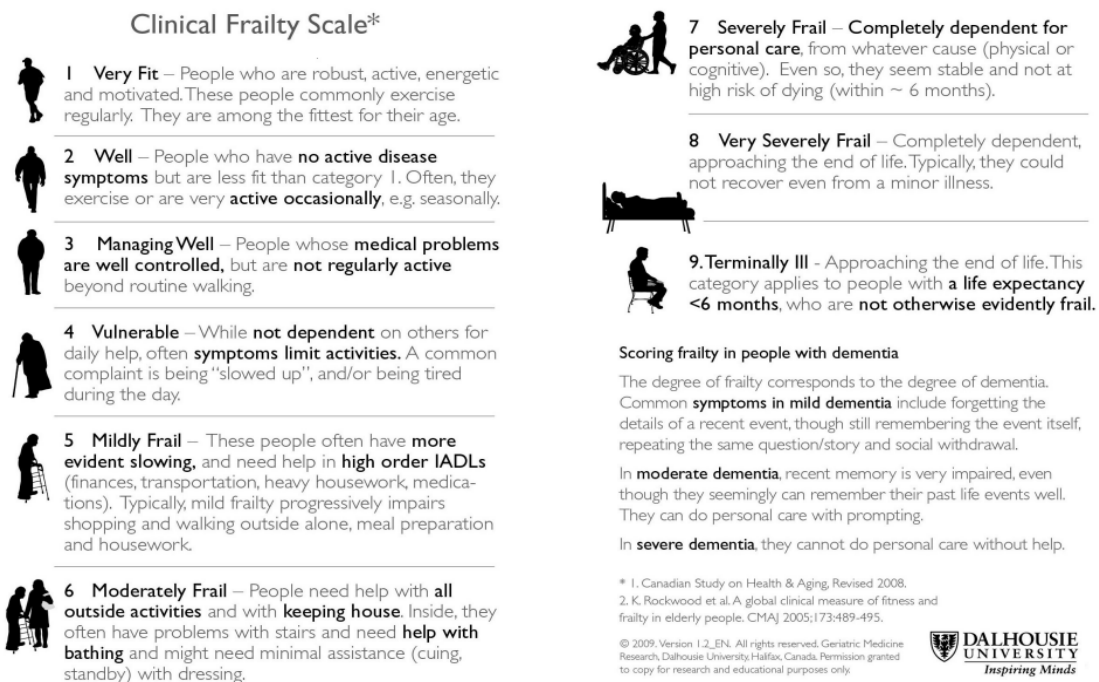 Clinical Frailty Scale*
1 Very Fit – People who are robust, active, energetic
and motivated. These people commonly exercise
regularly. They are among the fittest for their age.
2 Well – People who have no active disease
symptoms but are less fit than category 1. Often, they
exercise or are very active occasionally, e.g. seasonally.
3 Managing Well – People whose medical problems
are well controlled, but are not regularly active
beyond routine walking.
4 Vulnerable – While not dependent on others for
daily help, often symptoms limit activities. A common
complaint is being “slowed up”, and/or being tired
during the day.
5 Mildly Frail – These people often have more
evident slowing, and need help in high order IADLs
(finances, transportation, heavy housework, medica-
tions). Typically, mild frailty progressively impairs
shopping and walking outside alone, meal preparation
and housework.
6 Moderately Frail – People need help with all
outside activities and with keeping house. Inside, they
often have problems with stairs and need help with
bathing and might need minimal assistance (cuing,
standby) with dressing.
7 Severely Frail – Completely dependent for
personal care, from whatever cause (physical or
cognitive). Even so, they seem stable and not at
high risk of dying (within ~ 6 months).
8 Very Severely Frail – Completely dependent,
approaching the end of life. Typically, they could
not recover even from a minor illness.
9. Terminally Ill - Approaching the end of life. This
category applies to people with a life expectancy
<6 months, who are not otherwise evidently frail.
Scoring frailty in people with dementia
The degree of frailty corresponds to the degree of dementia.
Common symptoms in mild dementia include forgetting the
details of a recent event, though still remembering the event itself,
repeating the same question/story and social withdrawal.
In moderate dementia, recent memory is very impaired, even
though they seemingly can remember their past life events well.
They can do personal care with prompting.
In severe dementia, they cannot do personal care without help.
* 1. Canadian Study on Health & Aging, Revised 2008.
2. K. Rockwood et al. A global clinical measure of fitness and
frailty in elderly people. CMAJ 2005;173:489-495.
© 2009. Version 1.2_EN. All rights reserved. Geriatric Medicine
Research, Dalhousie University, Halifax, Canada. Permission granted
to copy for research and educational purposes only.
DALHOUSIE
UNIVERSITY
Inspiring Minds